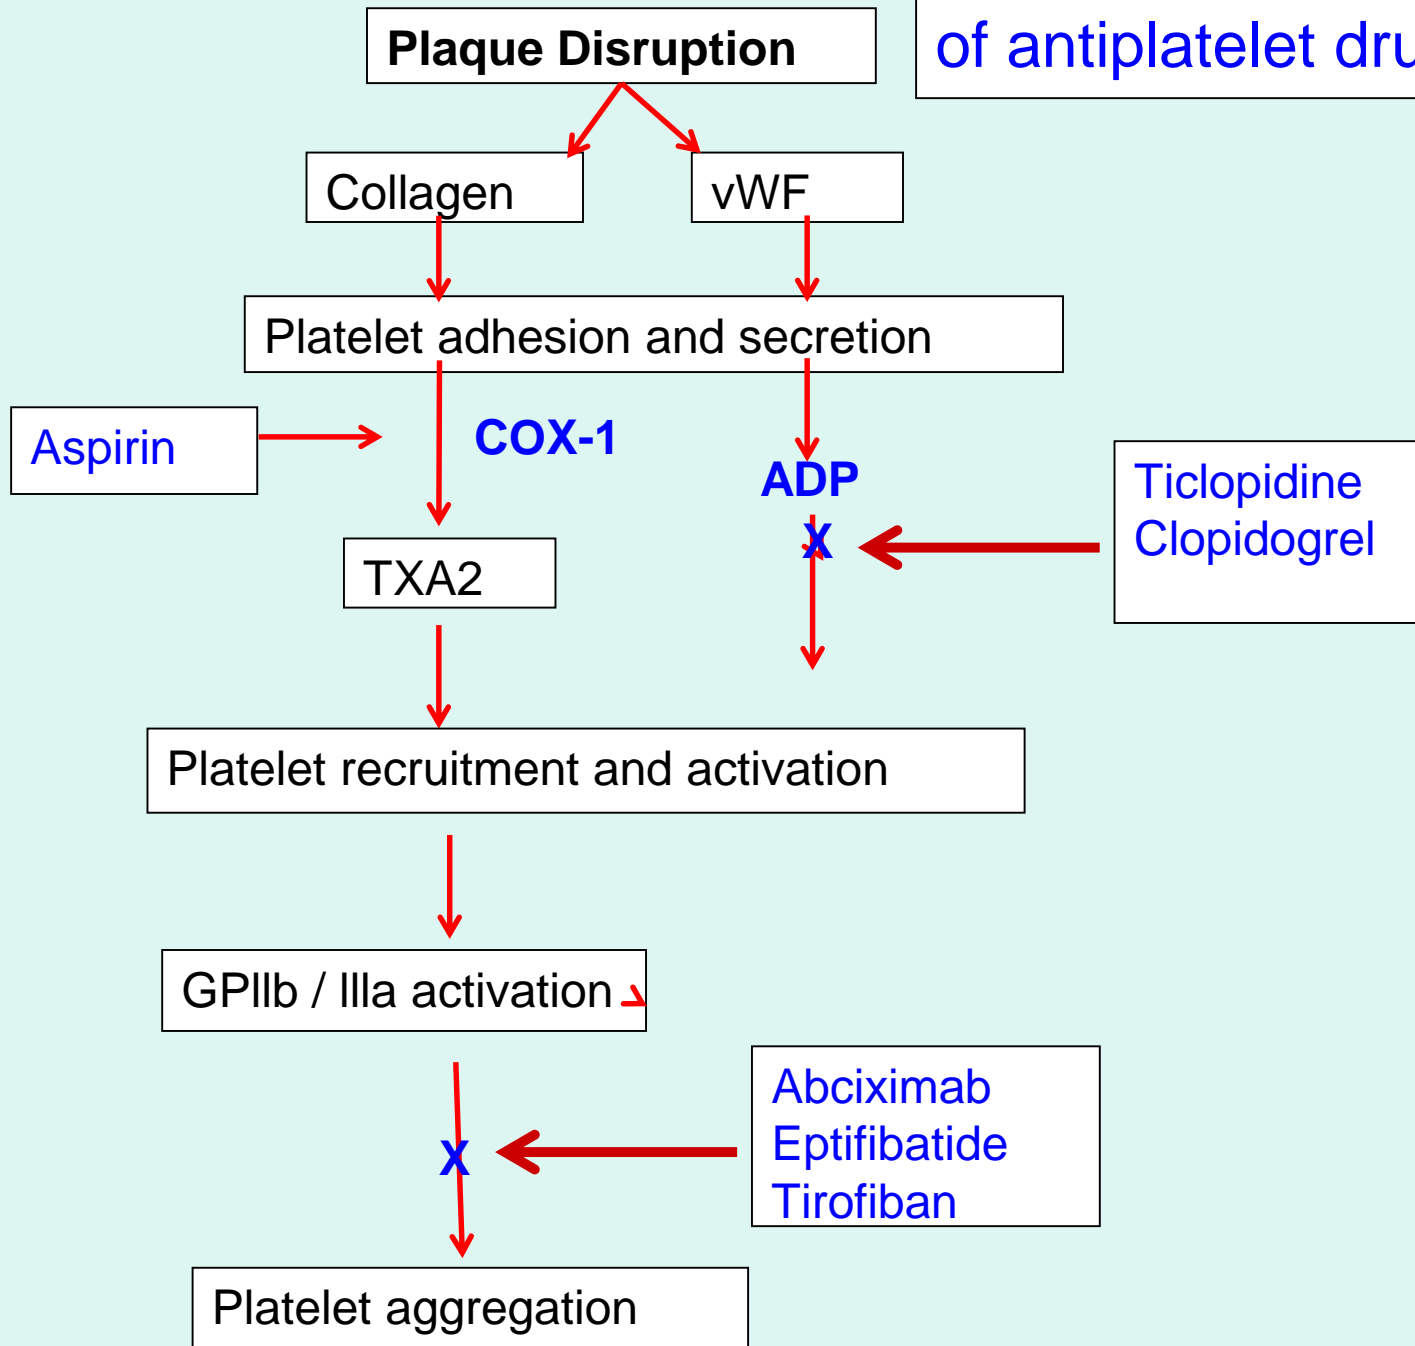 of antiplatelet
Plaque Disruption
Collagen
vWF
Platelet adhesion and secretion
Aspirin
COX-1
ADP
Ticlopidine
Clopidogrel
X
TXA2
Platelet recruitment and activation
GPIIb / IIIa activation
Abciximab
Eptifibatide
Tirofiban
X
Platelet aggregation